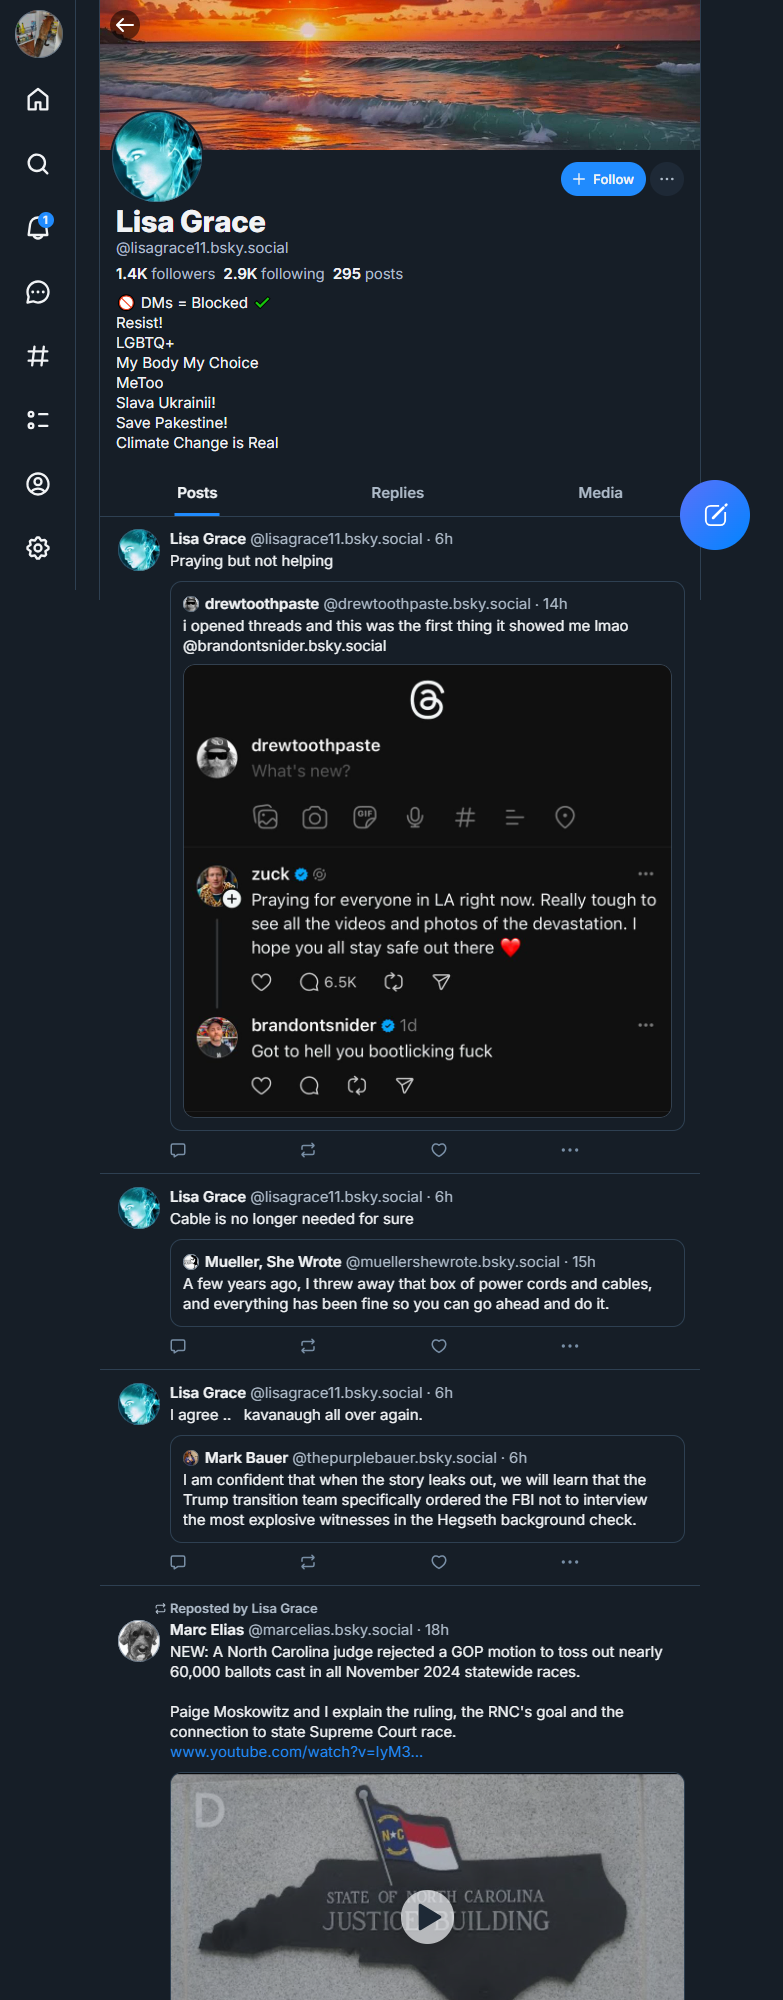 + Follow
Lisa Grace
@lisagrace11.bsky.social
1.4K followers 2.9K following 295 posts
🚫 DMs = Blocked ✓
Resist!
LGBTQ+
My Body My Choice
MeToo
Slava Ukrainii!
Save Pakestine!
Climate Change is Real
1
Posts Replies Media
Lisa Grace @lisagrace11.bsky.social · 6h
Praying but not helping
drewtoothpaste @drewtoothpaste.bsky.social · 14h
i opened threads and this was the first thing it showed me lmao
@brandontsnider.bsky.social
drewtoothpaste
What's new?
GIF
zuck
Praying for everyone in LA right now. Really tough to
see all the videos and photos of the devastation. I
hope you all stay safe out there ❤️
6.5K
brandontsnider 1d
Got to hell you bootlicking fuck
Lisa Grace @lisagrace11.bsky.social · 6h
Cable is no longer needed for sure
Mueller, She Wrote @muellershewrote.bsky.social · 15h
A few years ago, I threw away that box of power cords and cables,
and everything has been fine so you can go ahead and do it.
Lisa Grace @lisagrace11.bsky.social · 6h
I agree .. kavanaugh all over again.
Mark Bauer @thepurplebauer.bsky.social · 6h
I am confident that when the story leaks out, we will learn that the
Trump transition team specifically ordered the FBI not to interview
the most explosive witnesses in the Hegseth background check.
Reposted by Lisa Grace
Marc Elias @marcelias.bsky.social · 18h
NEW: A North Carolina judge rejected a GOP motion to toss out nearly
60,000 ballots cast in all November 2024 statewide races.
Paige Moskowitz and I explain the ruling, the RNC's goal and the
connection to state Supreme Court race.
www.youtube.com/watch?v=lyM3...
D
N★C
STATE OF NORTH CAROLINA
JUSTICE BUILDING